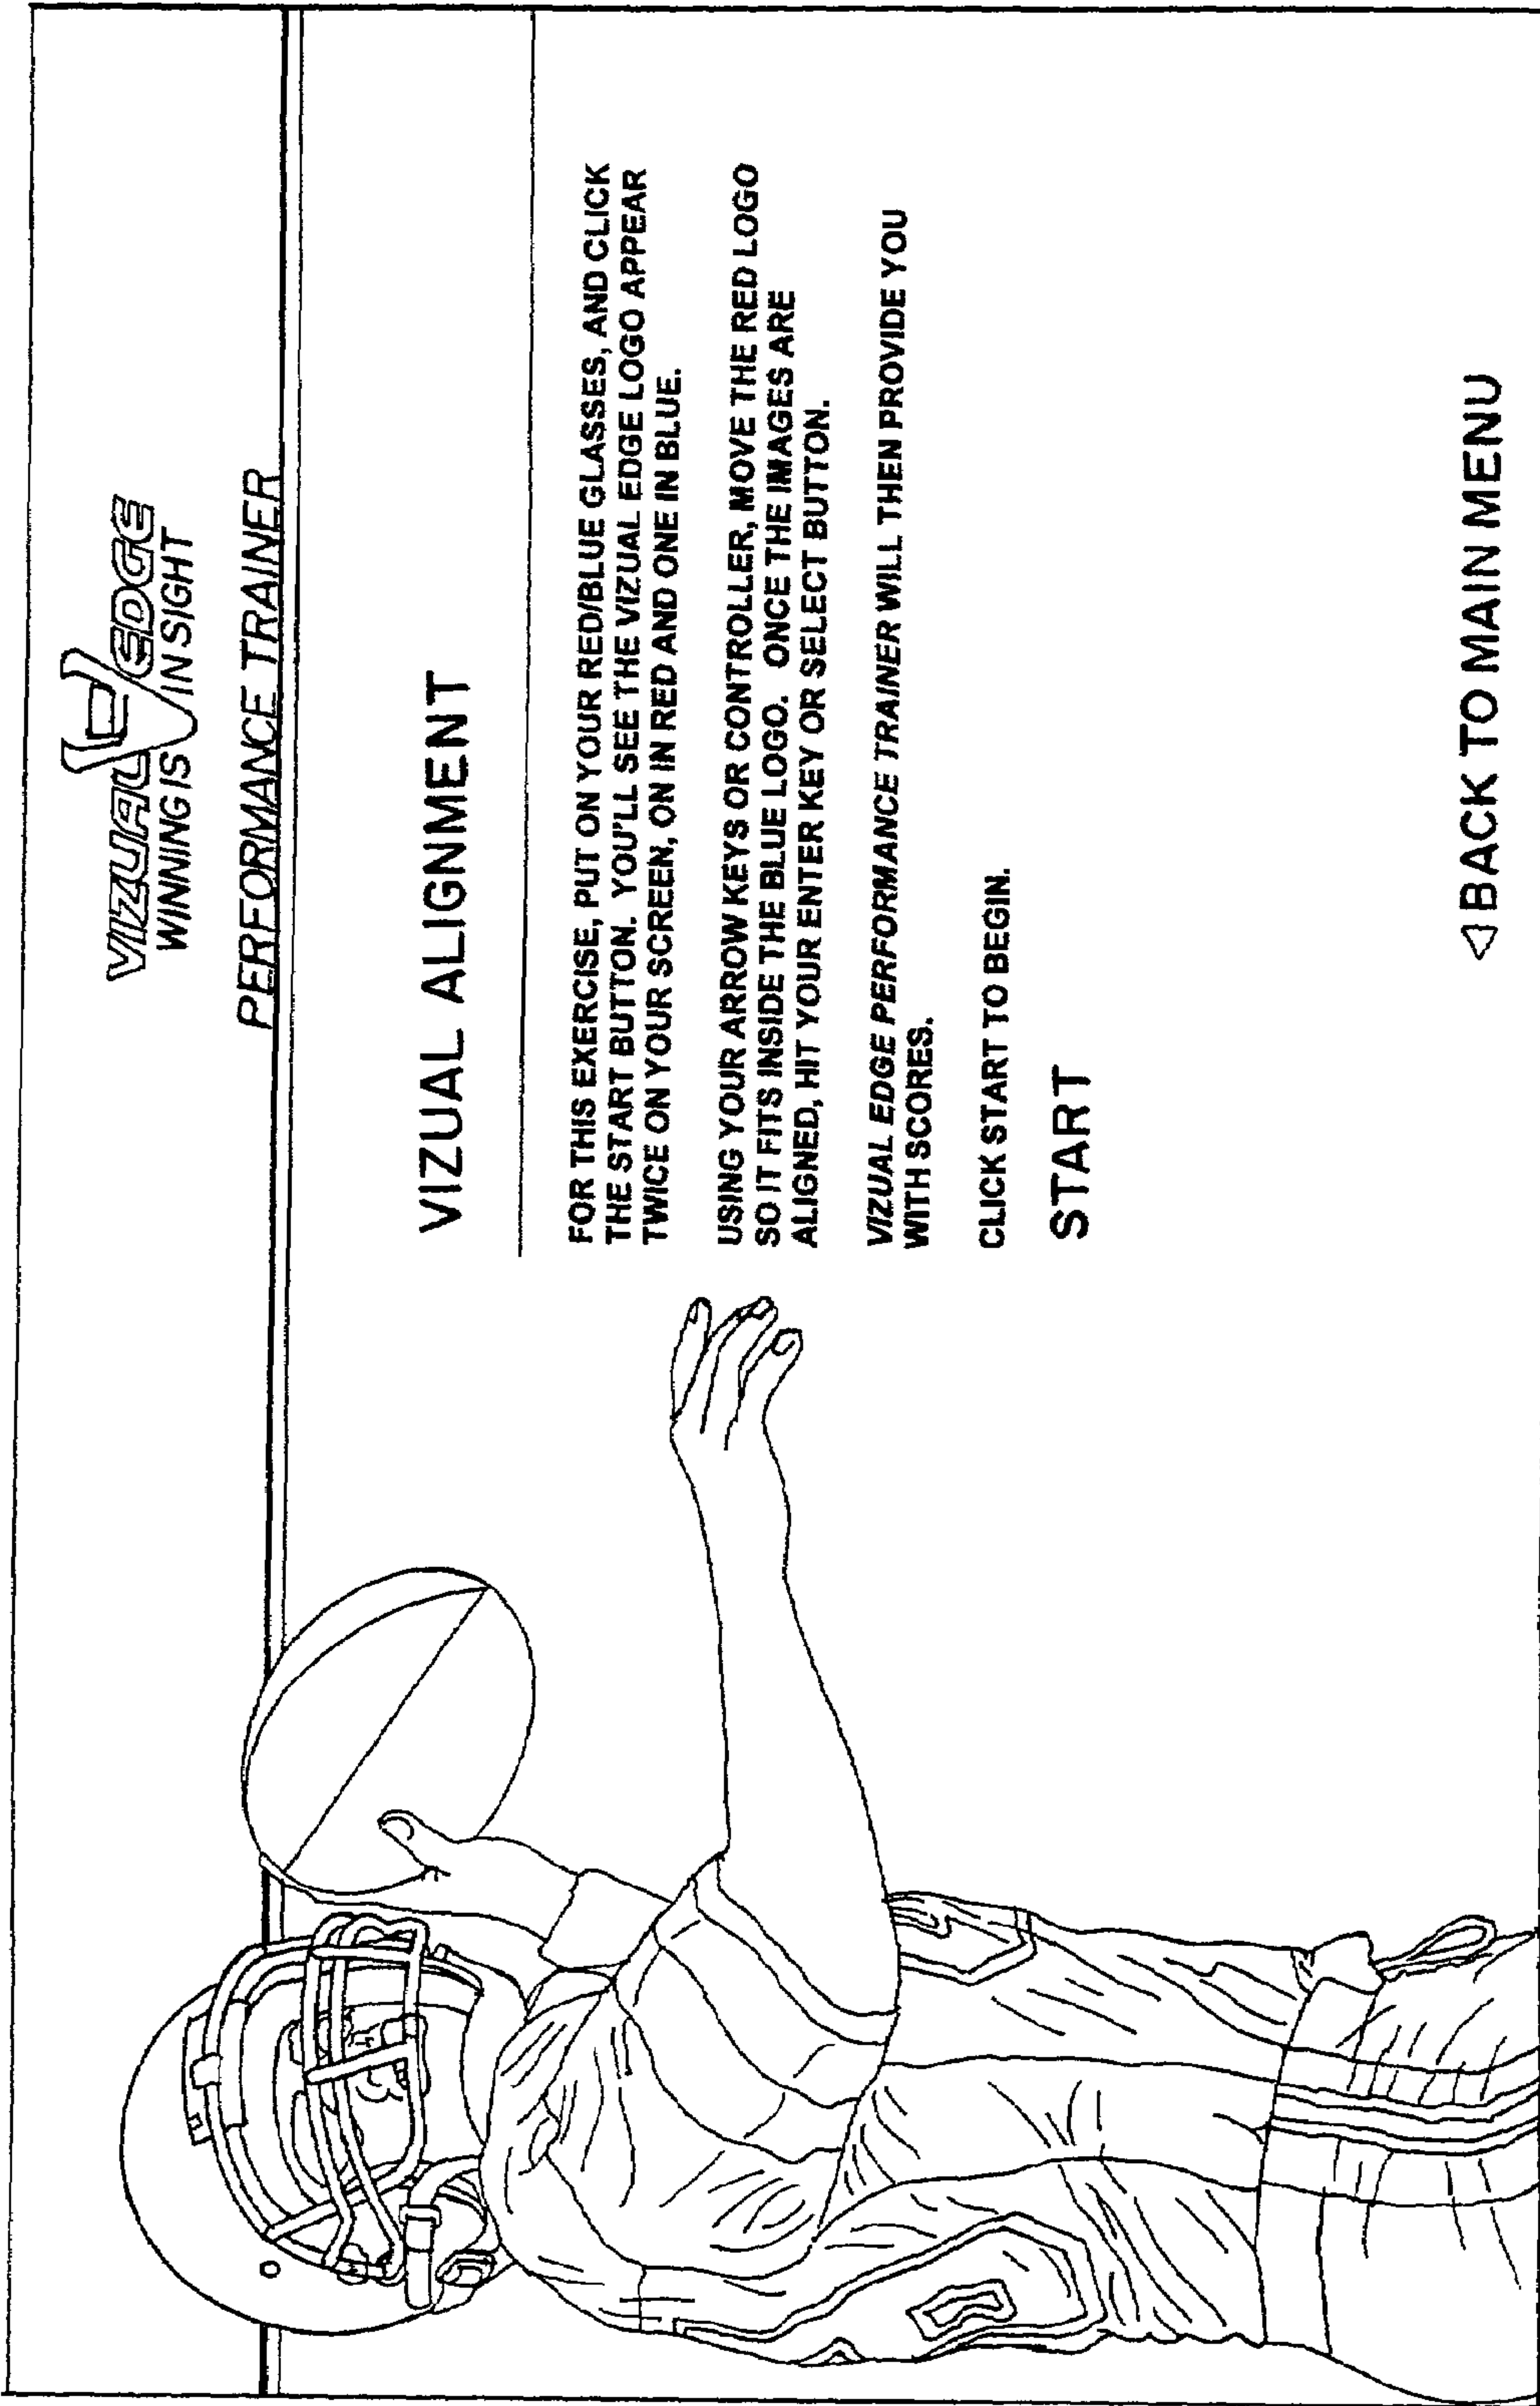 VIZUAL EDGE
WINNING IS IN SIGHT
PERFORMANCE TRAINER
VIZUAL ALIGNMENT
FOR THIS EXERCISE, PUT ON YOUR RED/BLUE GLASSES, AND CLICK
THE START BUTTON. YOU'LL SEE THE VIZUAL EDGE LOGO APPEAR
TWICE ON YOUR SCREEN, ON IN RED AND ONE IN BLUE.
USING YOUR ARROW KEYS OR CONTROLLER, MOVE THE RED LOGO
SO IT FITS INSIDE THE BLUE LOGO. ONCE THE IMAGES ARE
ALIGNED, HIT YOUR ENTER KEY OR SELECT BUTTON.
VIZUAL EDGE PERFORMANCE TRAINER WILL THEN PROVIDE YOU
WITH SCORES.
CLICK START TO BEGIN.
START
BACK TO MAIN MENU